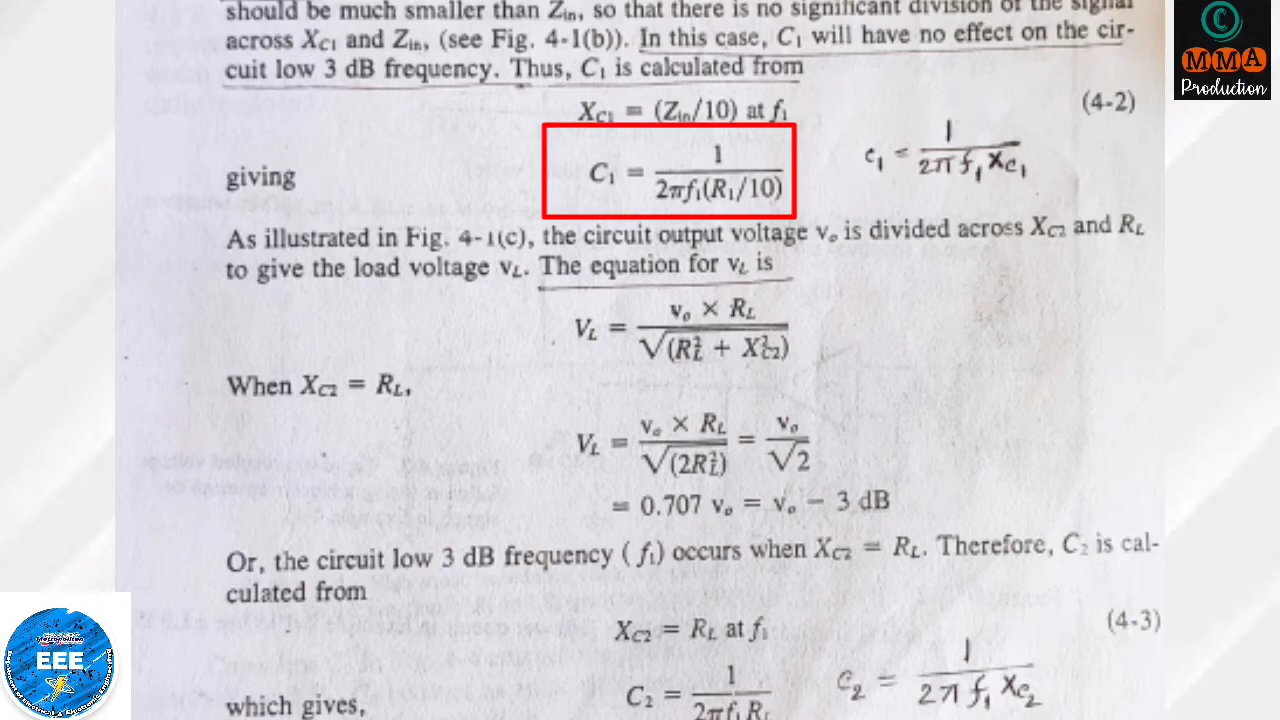 should be much smaller than Zin, so that there is no significant division of the signal
across XC1 and Zin, (see Fig. 4-1(b)). In this case, C1 will have no effect on the cir-
cuit low 3 dB frequency. Thus, C1 is calculated from
XC1 = (Zin/10) at f1 (4-2)
giving C1 = 1 / 2πf1(R1/10) c1 = 1 / 2π f1 XC1
As illustrated in Fig. 4-1(c), the circuit output voltage vo is divided across XC2 and RL
to give the load voltage vL. The equation for vL is
VL = vo × RL / √(RL² + XC2²)
When XC2 = RL,
VL = vo × RL / √(2RL²) = vo / √2
= 0.707 vo = vo − 3 dB
Or, the circuit low 3 dB frequency ( f1) occurs when XC2 = RL. Therefore, C2 is cal-
culated from
XC2 = RL at f1 (4-3)
which gives, C2 = 1 / 2πf1 RL c2 = 1 / 2π f1 XC2
©
MMA
Production
EEE